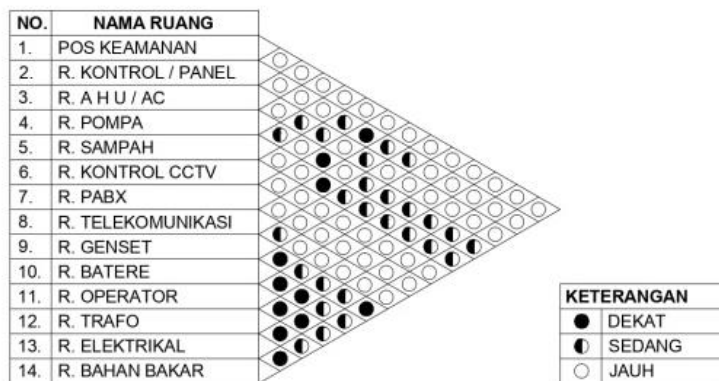 NO. NAMA RUANG
1. POS KEAMANAN
2. R. KONTROL / PANEL
3. R. A H U / AC
4. R. POMPA
5. R. SAMPAH
6. R. KONTROL CCTV
7. R. PABX
8. R. TELEKOMUNIKASI
9. R. GENSET
10. R. BATERE
11. R. OPERATOR
12. R. TRAFO
13. R. ELEKTRIKAL
14. R. BAHAN BAKAR
KETERANGAN
DEKAT
SEDANG
JAUH